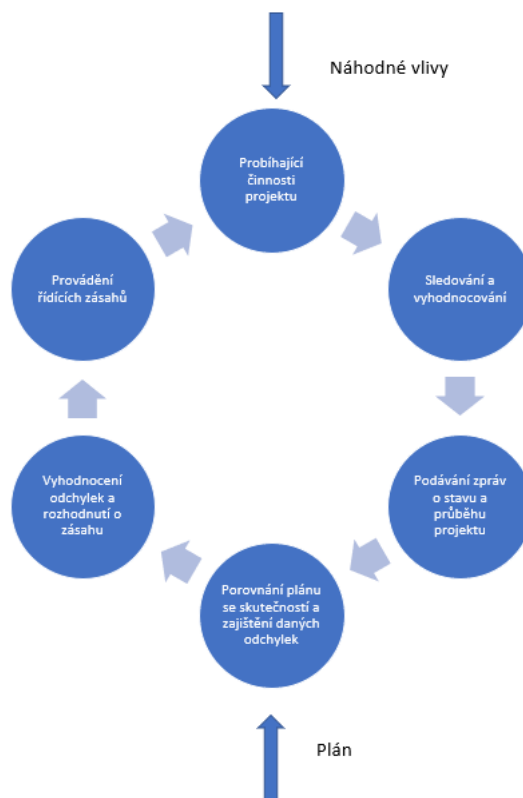 Náhodné vlivy
Probíhající
činnosti
projektu
Sledování a
vyhodnocování
Podávání zpráv
o stavu a
průběhu
projektu
Porovnání plánu
se skutečností a
zajištění daných
odchylek
Vyhodnocení
odchylek a
rozhodnutí o
zásahu
Provádění
řídících zásahů
Plán